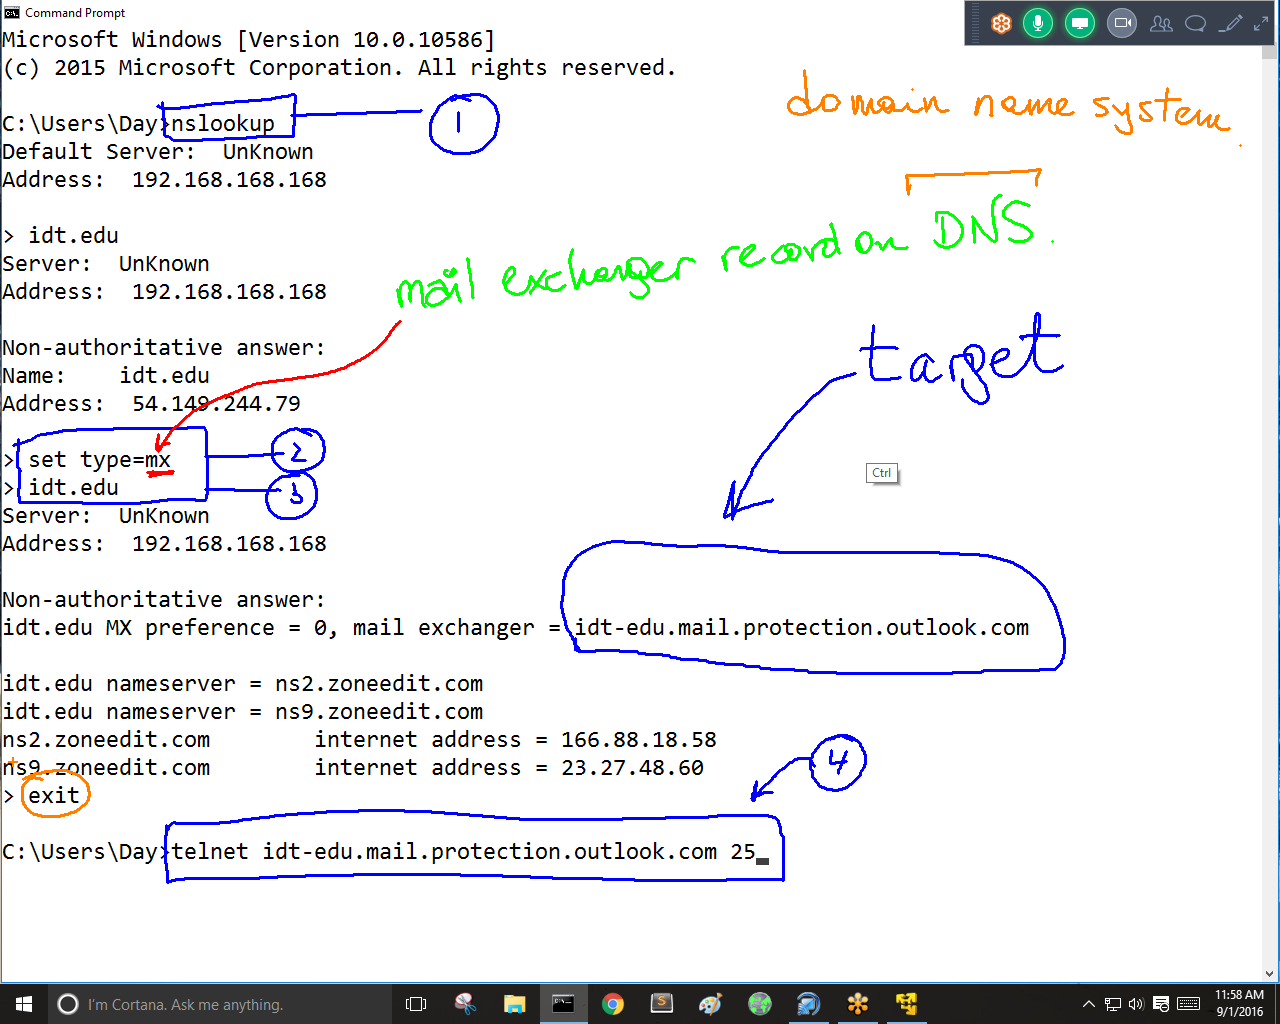 Command Prompt
Microsoft Windows [Version 10.0.10586]
(c) 2015 Microsoft Corporation. All rights reserved.
domain name system.
C:\Users\Day>nslookup
1
Default Server:  UnKnown
Address:  192.168.168.168
> idt.edu
DNS.
mail exchanger record on
Server:  UnKnown
Address:  192.168.168.168
Non-authoritative answer:
target
Name:    idt.edu
Address:  54.149.244.79
> set type=mx
2
> idt.edu
3
Ctrl
Server:  UnKnown
Address:  192.168.168.168
Non-authoritative answer:
idt.edu MX preference = 0, mail exchanger = idt-edu.mail.protection.outlook.com
idt.edu nameserver = ns2.zoneedit.com
idt.edu nameserver = ns9.zoneedit.com
ns2.zoneedit.com        internet address = 166.88.18.58
ns9.zoneedit.com        internet address = 23.27.48.60
4
> exit
C:\Users\Day>telnet idt-edu.mail.protection.outlook.com 25
I'm Cortana. Ask me anything.
11:58 AM
9/1/2016